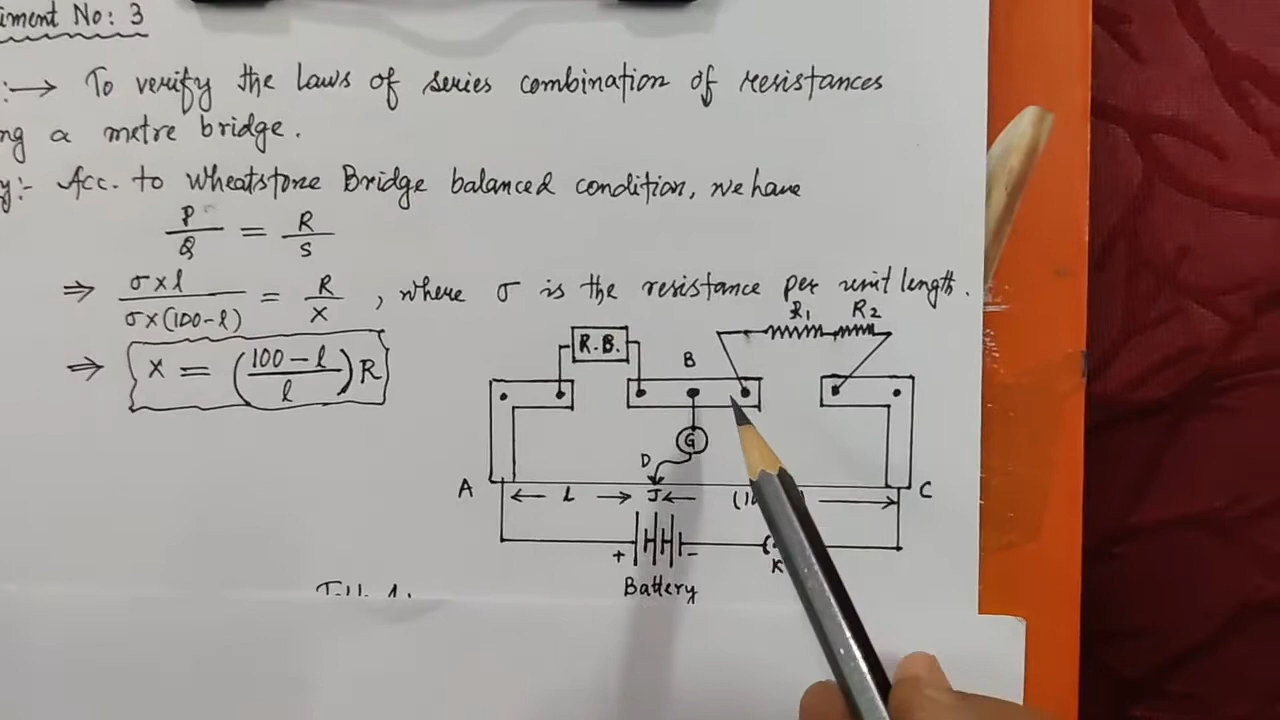 iment No: 3
:→ To verify the Laws of series combination of resistances
ng a metre bridge.
y:- Acc. to Wheatstone Bridge balanced condition, we have
P/Q = R/S
⇒ σ×l / σ×(100-l) = R/X , where σ is the resistance per unit length.
⇒ X = ((100-l)/l) R
R1 R2
R.B.
B
G
D
A ← l → J ← → C
+ -
K
Battery